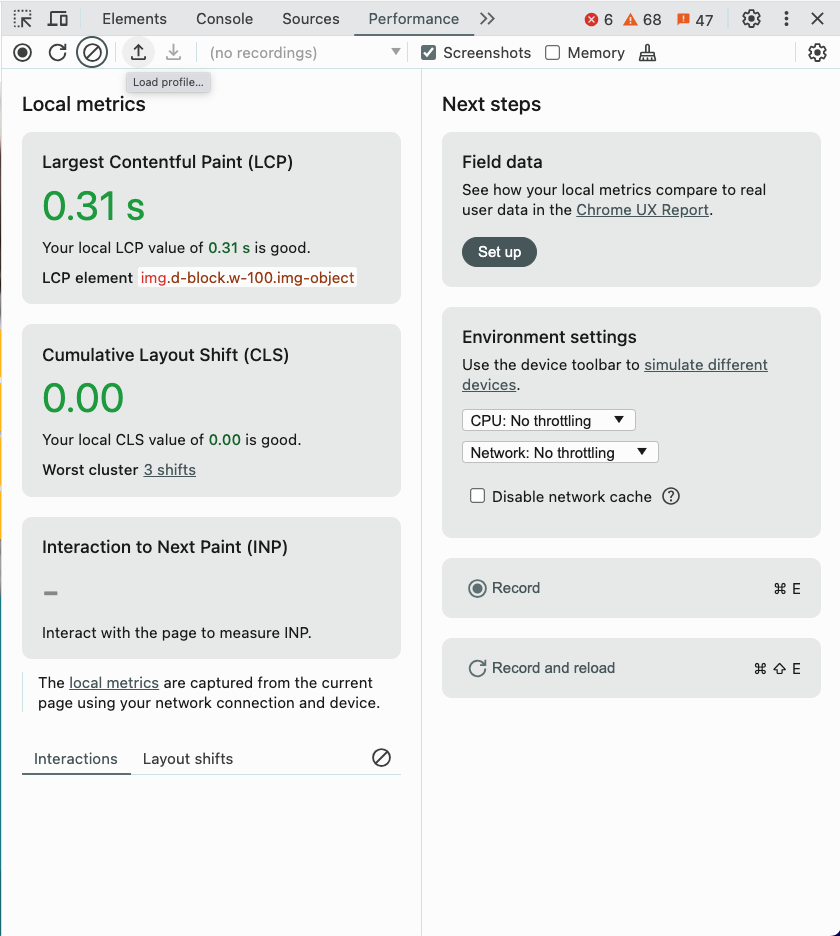 Elements Console Sources Performance 6 68 47
(no recordings) Screenshots Memory
Load profile...
Local metrics
Largest Contentful Paint (LCP)
0.31 s
Your local LCP value of 0.31 s is good.
LCP element img.d-block.w-100.img-object
Cumulative Layout Shift (CLS)
0.00
Your local CLS value of 0.00 is good.
Worst cluster 3 shifts
Interaction to Next Paint (INP)
–
Interact with the page to measure INP.
The local metrics are captured from the current
page using your network connection and device.
Interactions Layout shifts
Next steps
Field data
See how your local metrics compare to real
user data in the Chrome UX Report.
Set up
Environment settings
Use the device toolbar to simulate different
devices.
CPU: No throttling
Network: No throttling
Disable network cache ?
Record ⌘ E
Record and reload ⌘ ⇧ E